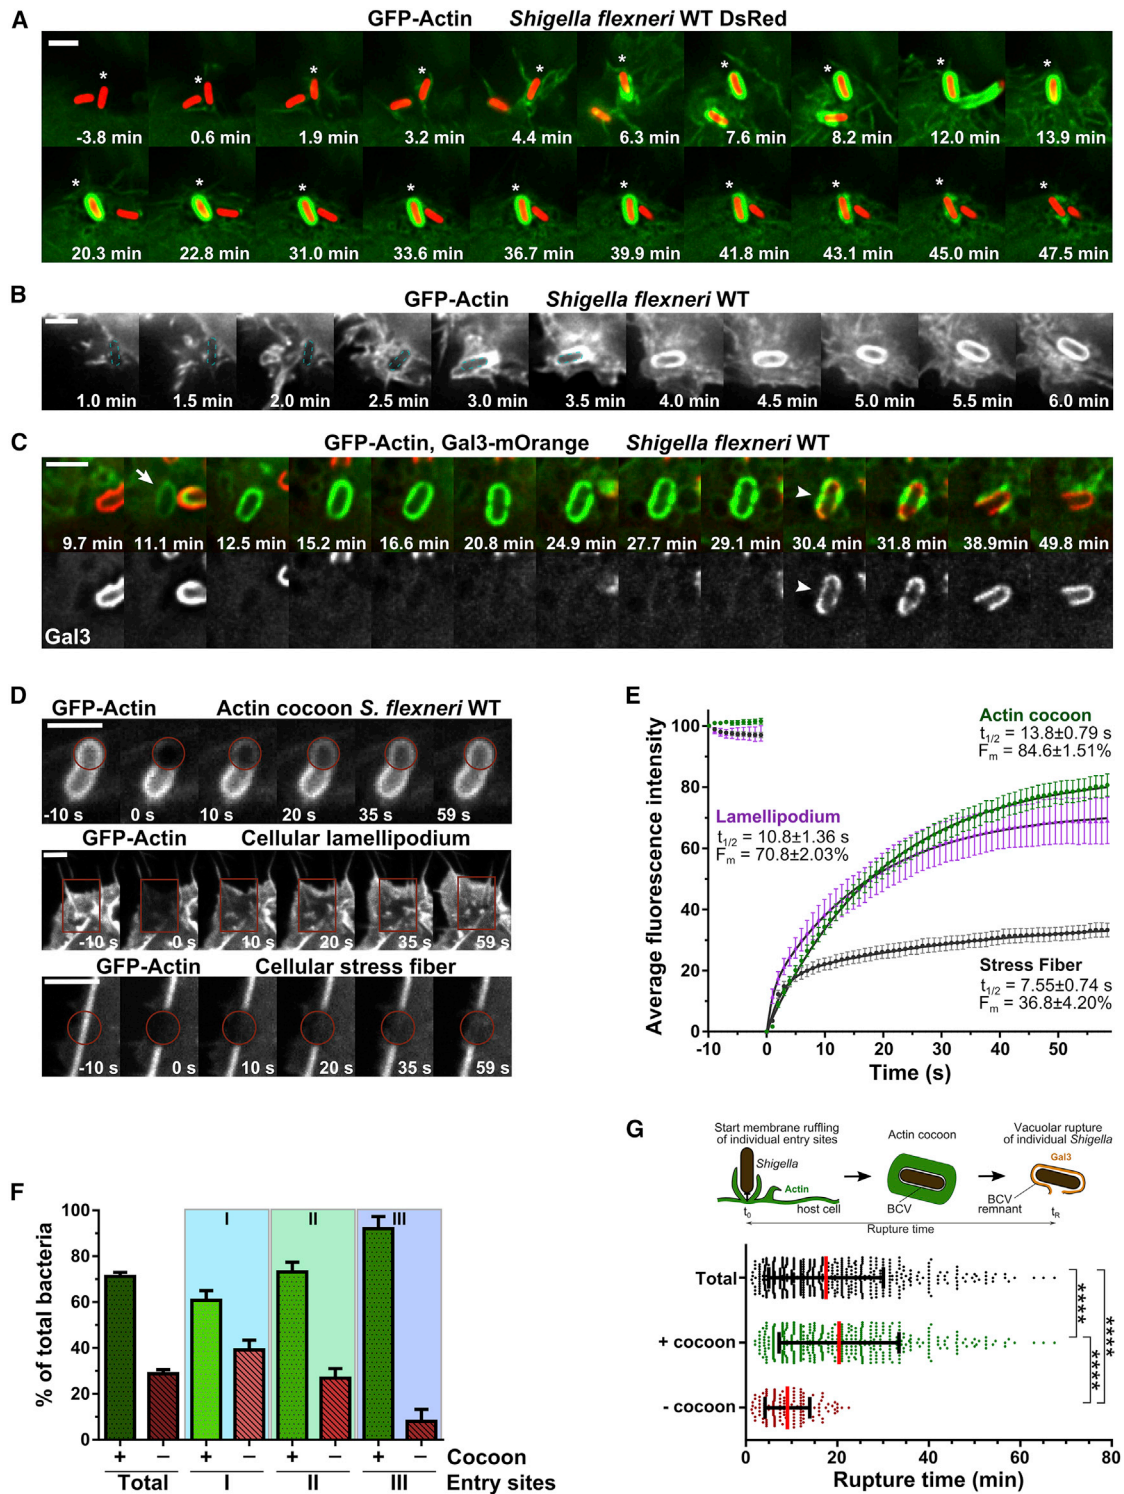 A
GFP-Actin Shigella flexneri WT DsRed
* * * * * * * * * *
-3.8 min 0.6 min 1.9 min 3.2 min 4.4 min 6.3 min 7.6 min 8.2 min 12.0 min 13.9 min
* * * * * * * * * *
20.3 min 22.8 min 31.0 min 33.6 min 36.7 min 39.9 min 41.8 min 43.1 min 45.0 min 47.5 min
B
GFP-Actin Shigella flexneri WT
1.0 min 1.5 min 2.0 min 2.5 min 3.0 min 3.5 min 4.0 min 4.5 min 5.0 min 5.5 min 6.0 min
C
GFP-Actin, Gal3-mOrange Shigella flexneri WT
9.7 min 11.1 min 12.5 min 15.2 min 16.6 min 20.8 min 24.9 min 27.7 min 29.1 min 30.4 min 31.8 min 38.9min 49.8 min
Gal3
D
GFP-Actin Actin cocoon S. flexneri WT
-10 s 0 s 10 s 20 s 35 s 59 s
GFP-Actin Cellular lamellipodium
-10 s 0 s 10 s 20 s 35 s 59 s
GFP-Actin Cellular stress fiber
-10 s 0 s 10 s 20 s 35 s 59 s
E
Average fluorescence intensity
100
80
60
40
20
0
Actin cocoon
t1/2 = 13.8±0.79 s
Fm = 84.6±1.51%
Lamellipodium
t1/2 = 10.8±1.36 s
Fm = 70.8±2.03%
Stress Fiber
t1/2 = 7.55±0.74 s
Fm = 36.8±4.20%
-10 0 10 20 30 40 50
Time (s)
F
% of total bacteria
100
80
60
40
20
0
I II III
+ − + − + − + − Cocoon
Total I II III Entry sites
G
Start membrane ruffling
of individual entry sites
Actin cocoon
Vacuolar rupture
of individual Shigella
Shigella
Actin
host cell
BCV
Gal3
BCV
remnant
t0
tR
Rupture time
Total
+ cocoon
- cocoon
****
****
****
0 20 40 60 80
Rupture time (min)